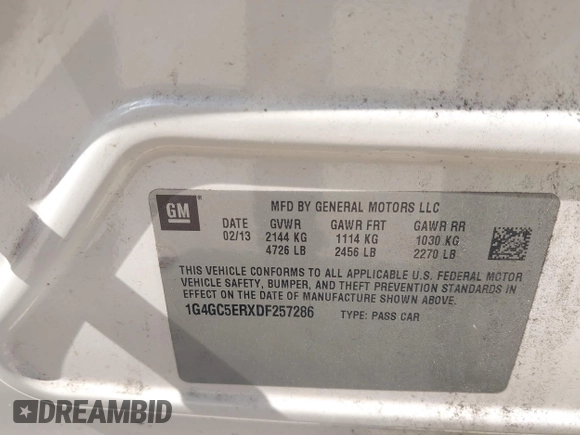 GM
MFD BY GENERAL MOTORS LLC
DATE GVWR GAWR FRT GAWR RR
02/13 2144 KG 1114 KG 1030 KG
4726 LB 2456 LB 2270 LB
THIS VEHICLE CONFORMS TO ALL APPLICABLE U.S. FEDERAL MOTOR
VEHICLE SAFETY, BUMPER, AND THEFT PREVENTION STANDARDS IN
EFFECT ON THE DATE OF MANUFACTURE SHOWN ABOVE.
1G4GC5ERXDF257286 TYPE: PASS CAR
DREAMBID